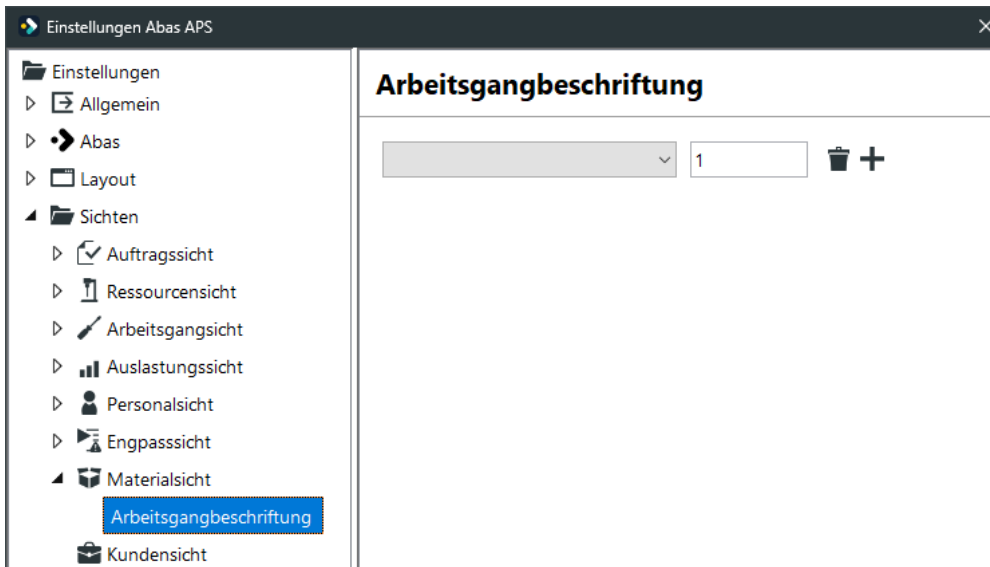 Einstellungen Abas APS
Einstellungen
Allgemein
Abas
Layout
Sichten
Auftragssicht
Ressourcensicht
Arbeitsgangsicht
Auslastungssicht
Personalsicht
Engpasssicht
Materialsicht
Arbeitsgangbeschriftung
Kundensicht
Arbeitsgangbeschriftung
1